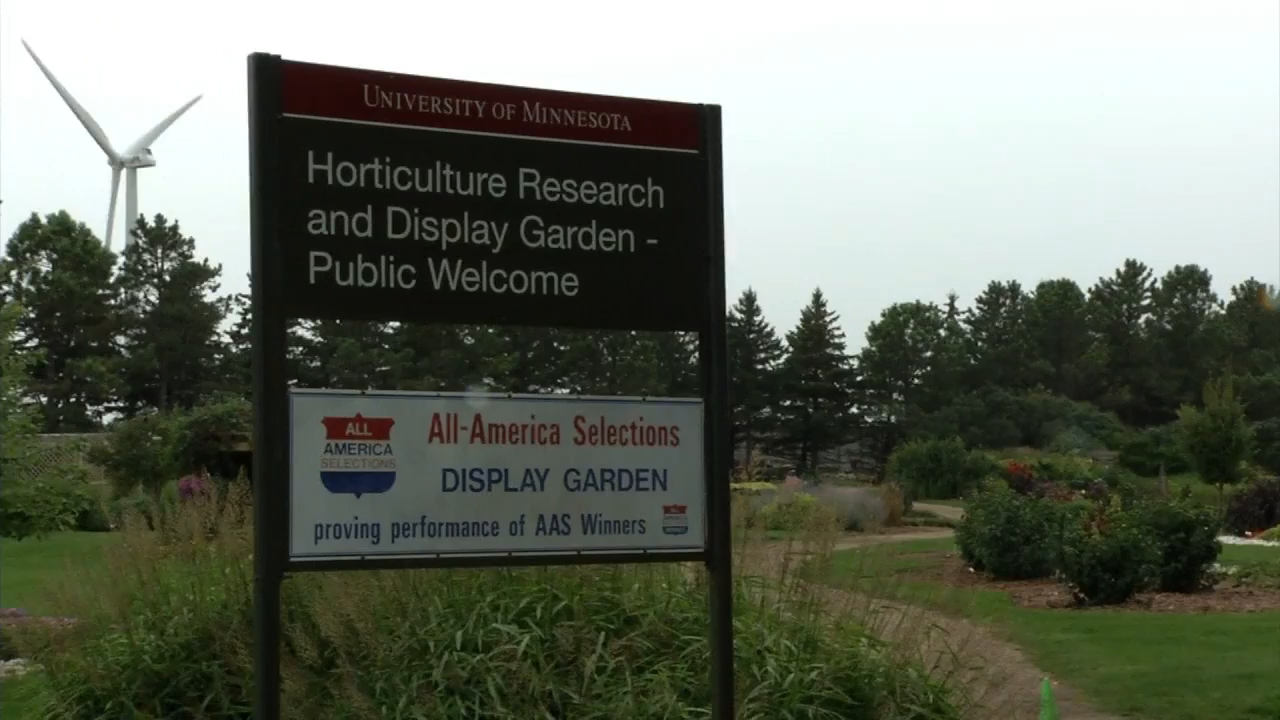 UNIVERSITY OF MINNESOTA
Horticulture Research
and Display Garden -
Public Welcome
ALL
AMERICA
SELECTIONS
All-America Selections
DISPLAY GARDEN
proving performance of AAS Winners